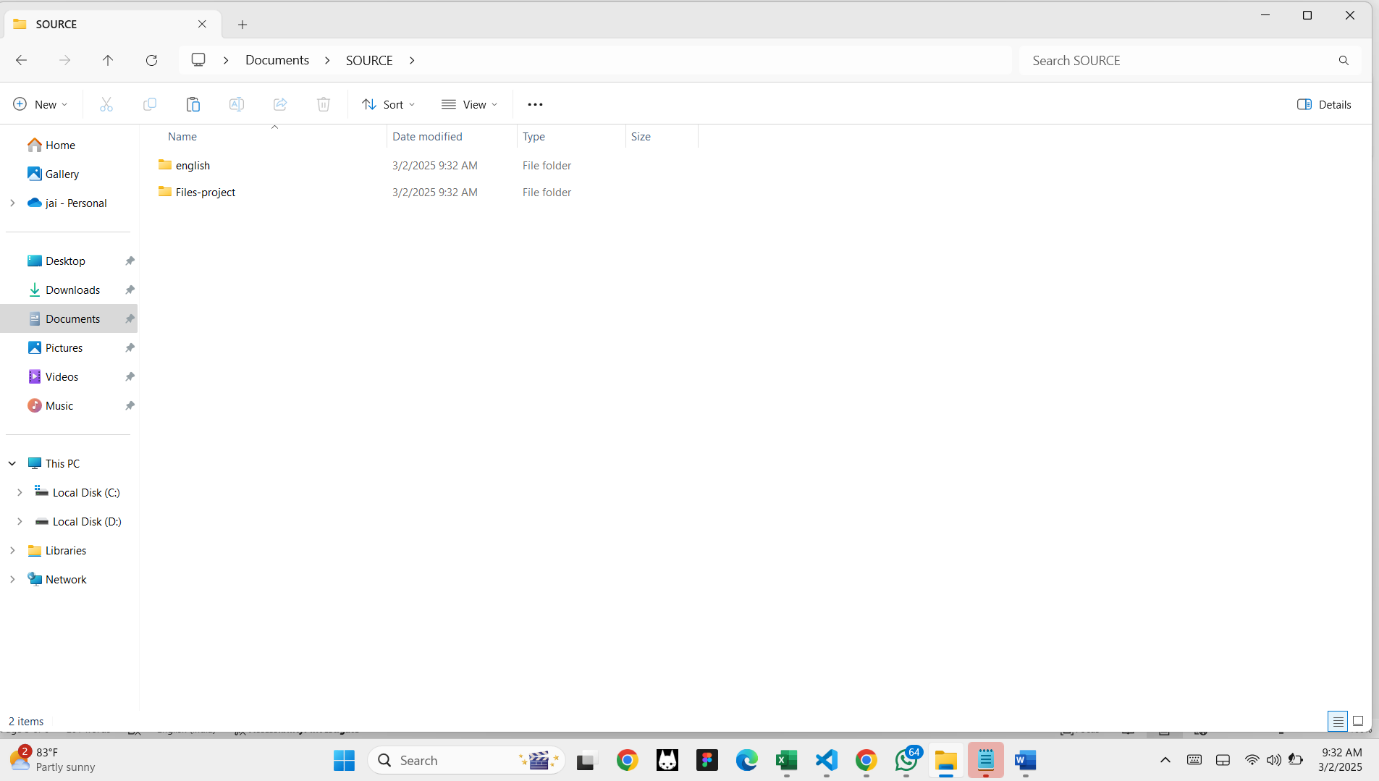 SOURCE
Documents > SOURCE >
Search SOURCE
New
Sort
View
Details
Name Date modified Type Size
english 3/2/2025 9:32 AM File folder
Files-project 3/2/2025 9:32 AM File folder
Home
Gallery
jai - Personal
Desktop
Downloads
Documents
Pictures
Videos
Music
This PC
Local Disk (C:)
Local Disk (D:)
Libraries
Network
2 items
2
83°F
Partly sunny
Search
64
9:32 AM
3/2/2025